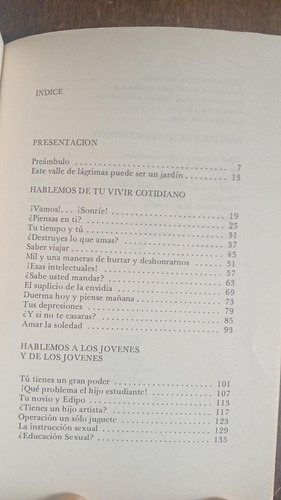 INDICE
PRESENTACION
Preámbulo 7
Este valle de lágrimas puede ser un jardín 13
HABLEMOS DE TU VIVIR COTIDIANO
¡Vamos!. . . ¡Sonríe! 19
¿Piensas en ti? 25
Tu tiempo y tú 31
¿Destruyes lo que amas? 37
Saber viajar 45
Mil y una maneras de hurtar y deshonrarnos 51
¡Esas intelectuales! 57
¿Sabe usted mandar? 63
El suplicio de la envidia 69
Duerma hoy y piense mañana 73
Tus depresiones 79
¿Y si no te casaras? 85
Amar la soledad 93
HABLEMOS A LOS JOVENES
Y DE LOS JOVENES
Tú tienes un gran poder 101
¡Qué problema el hijo estudiante! 107
Tu novio y Edipo 113
¿Tienes un hijo artista? 117
Operación un sólo juguete 123
La instrucción sexual 129
¿Educación Sexual? 135